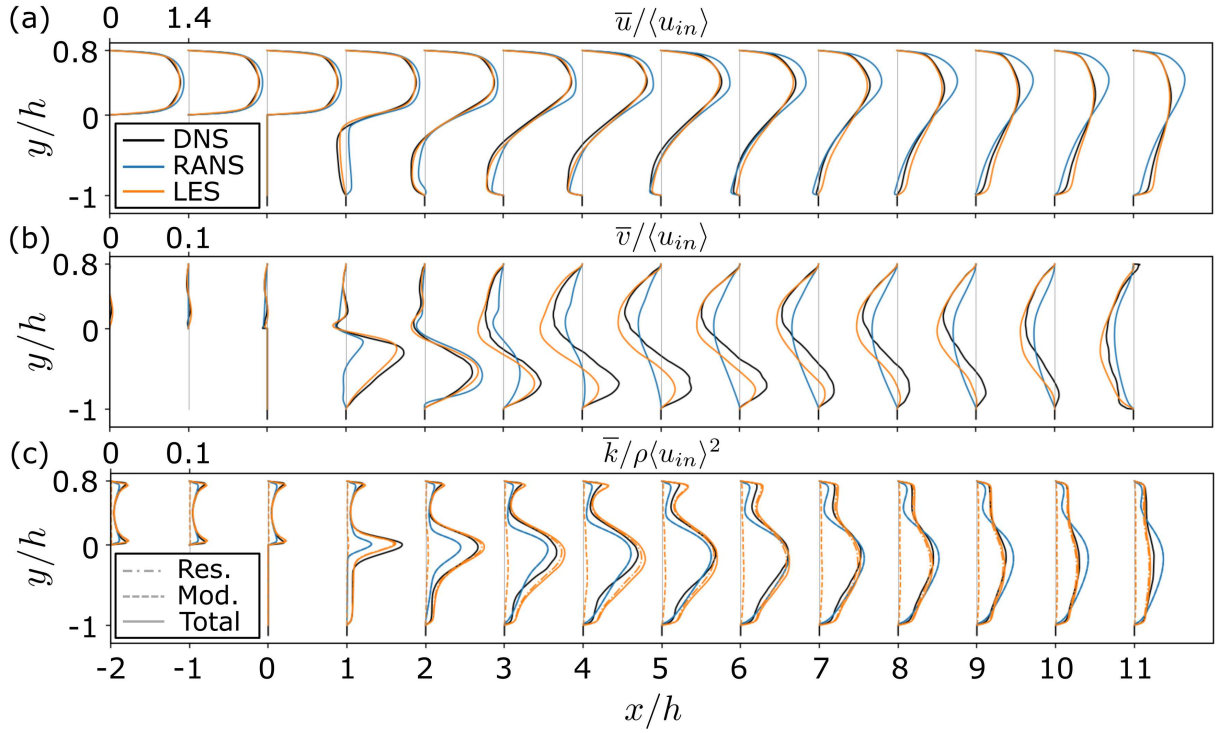 (a) 0 1.4 u̅/⟨u_in⟩
0.8
0
-1
y/h
DNS
RANS
LES
(b) 0 0.1 v̅/⟨u_in⟩
0.8
0
-1
y/h
(c) 0 0.1 k̅/ρ⟨u_in⟩²
0.8
0
-1
y/h
Res.
Mod.
Total
-2 -1 0 1 2 3 4 5 6 7 8 9 10 11
x/h